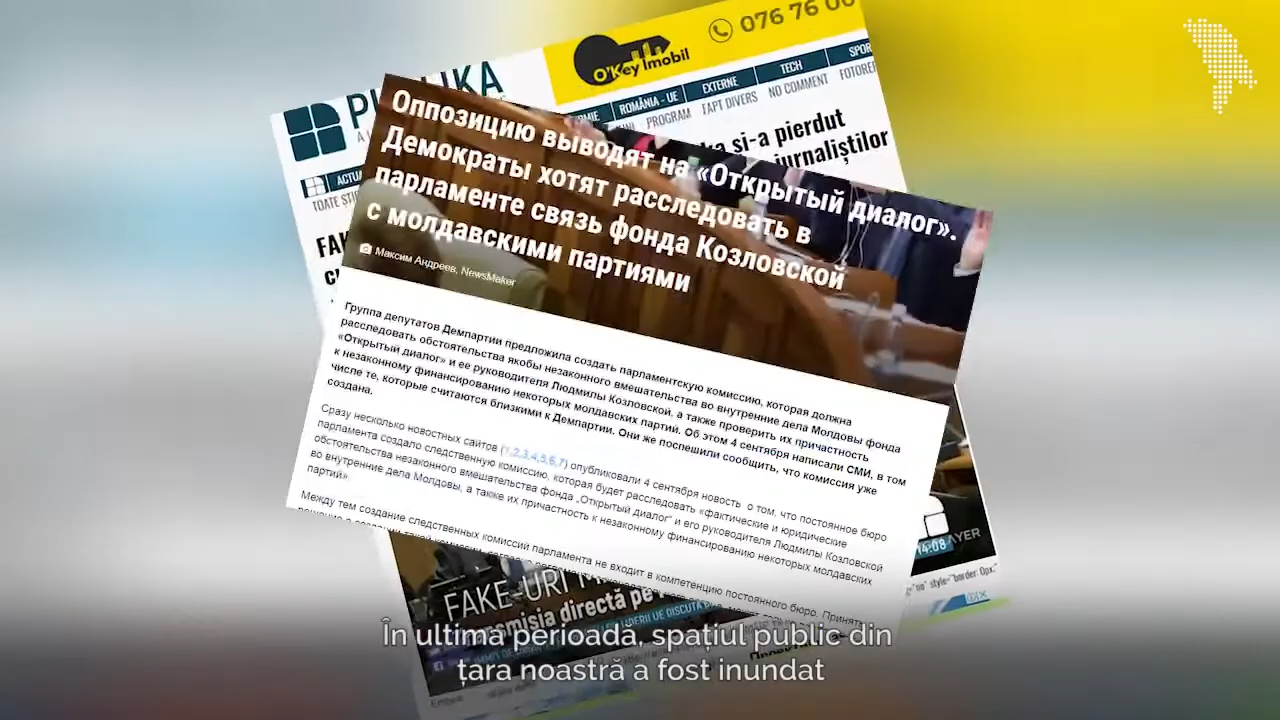 O'Key Imobil
076 76 00
EXTERNE
TECH
ROMÂNIA - UE
FAPT DIVERS
NO COMMENT
PROGRAM
TOATE
si-a pierdut
jurnaliștilor
Оппозицию выводят на «Открытый диалог».
Демократы хотят расследовать в
парламенте связь фонда Козловской
с молдавскими партиями
Максим Андреев, NewsMaker
Группа депутатов Демпартии предложила создать парламентскую комиссию, которая должна
расследовать обстоятельства якобы незаконного вмешательства во внутренние дела Молдовы фонда
«Открытый диалог» и ее руководителя Людмилы Козловской, а также проверить их причастность
к незаконному финансированию некоторых молдавских партий. Об этом 4 сентября написали СМИ, в том
числе те, которые считаются близкими к Демпартии. Они же поспешили сообщить, что комиссия уже
создана.
Сразу несколько новостных сайтов (1,2,3,4,5,6,7) опубликовали 4 сентября новость о том, что постоянное бюро
парламента создало следственную комиссию, которая будет расследовать «фактические и юридические
обстоятельства незаконного вмешательства фонда „Открытый диалог" и его руководителя Людмилы Козловской
во внутренние дела Молдовы, а также их причастность к незаконному финансированию некоторых молдавских
партий».
Между тем создание следственных комиссий парламента не входит в компетенцию постоянного бюро.
14:08
FAKE-URI
directă pe
În ultima perioadă, spațiul public din
țara noastră a fost inundat